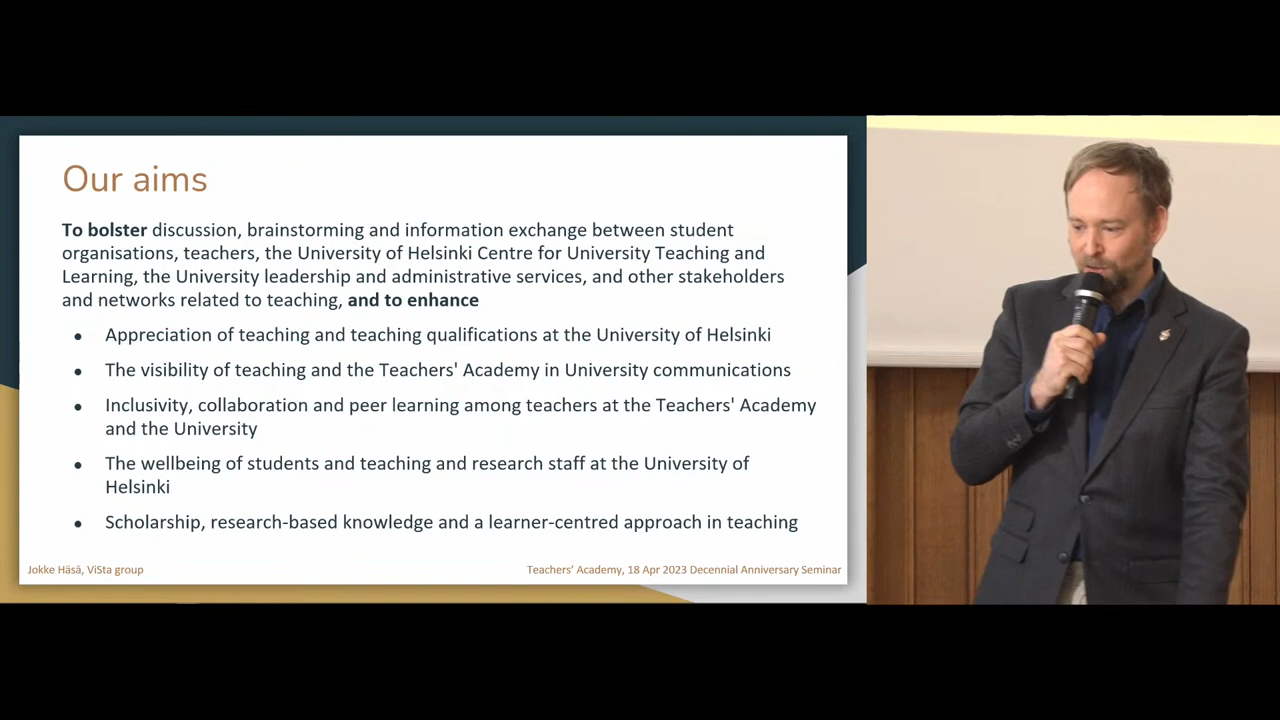 Our aims
To bolster discussion, brainstorming and information exchange between student
organisations, teachers, the University of Helsinki Centre for University Teaching and
Learning, the University leadership and administrative services, and other stakeholders
and networks related to teaching, and to enhance
● Appreciation of teaching and teaching qualifications at the University of Helsinki
● The visibility of teaching and the Teachers' Academy in University communications
● Inclusivity, collaboration and peer learning among teachers at the Teachers' Academy
and the University
● The wellbeing of students and teaching and research staff at the University of
Helsinki
● Scholarship, research-based knowledge and a learner-centred approach in teaching
Jokke Häsä, ViSta group
Teachers’ Academy, 18 Apr 2023 Decennial Anniversary Seminar